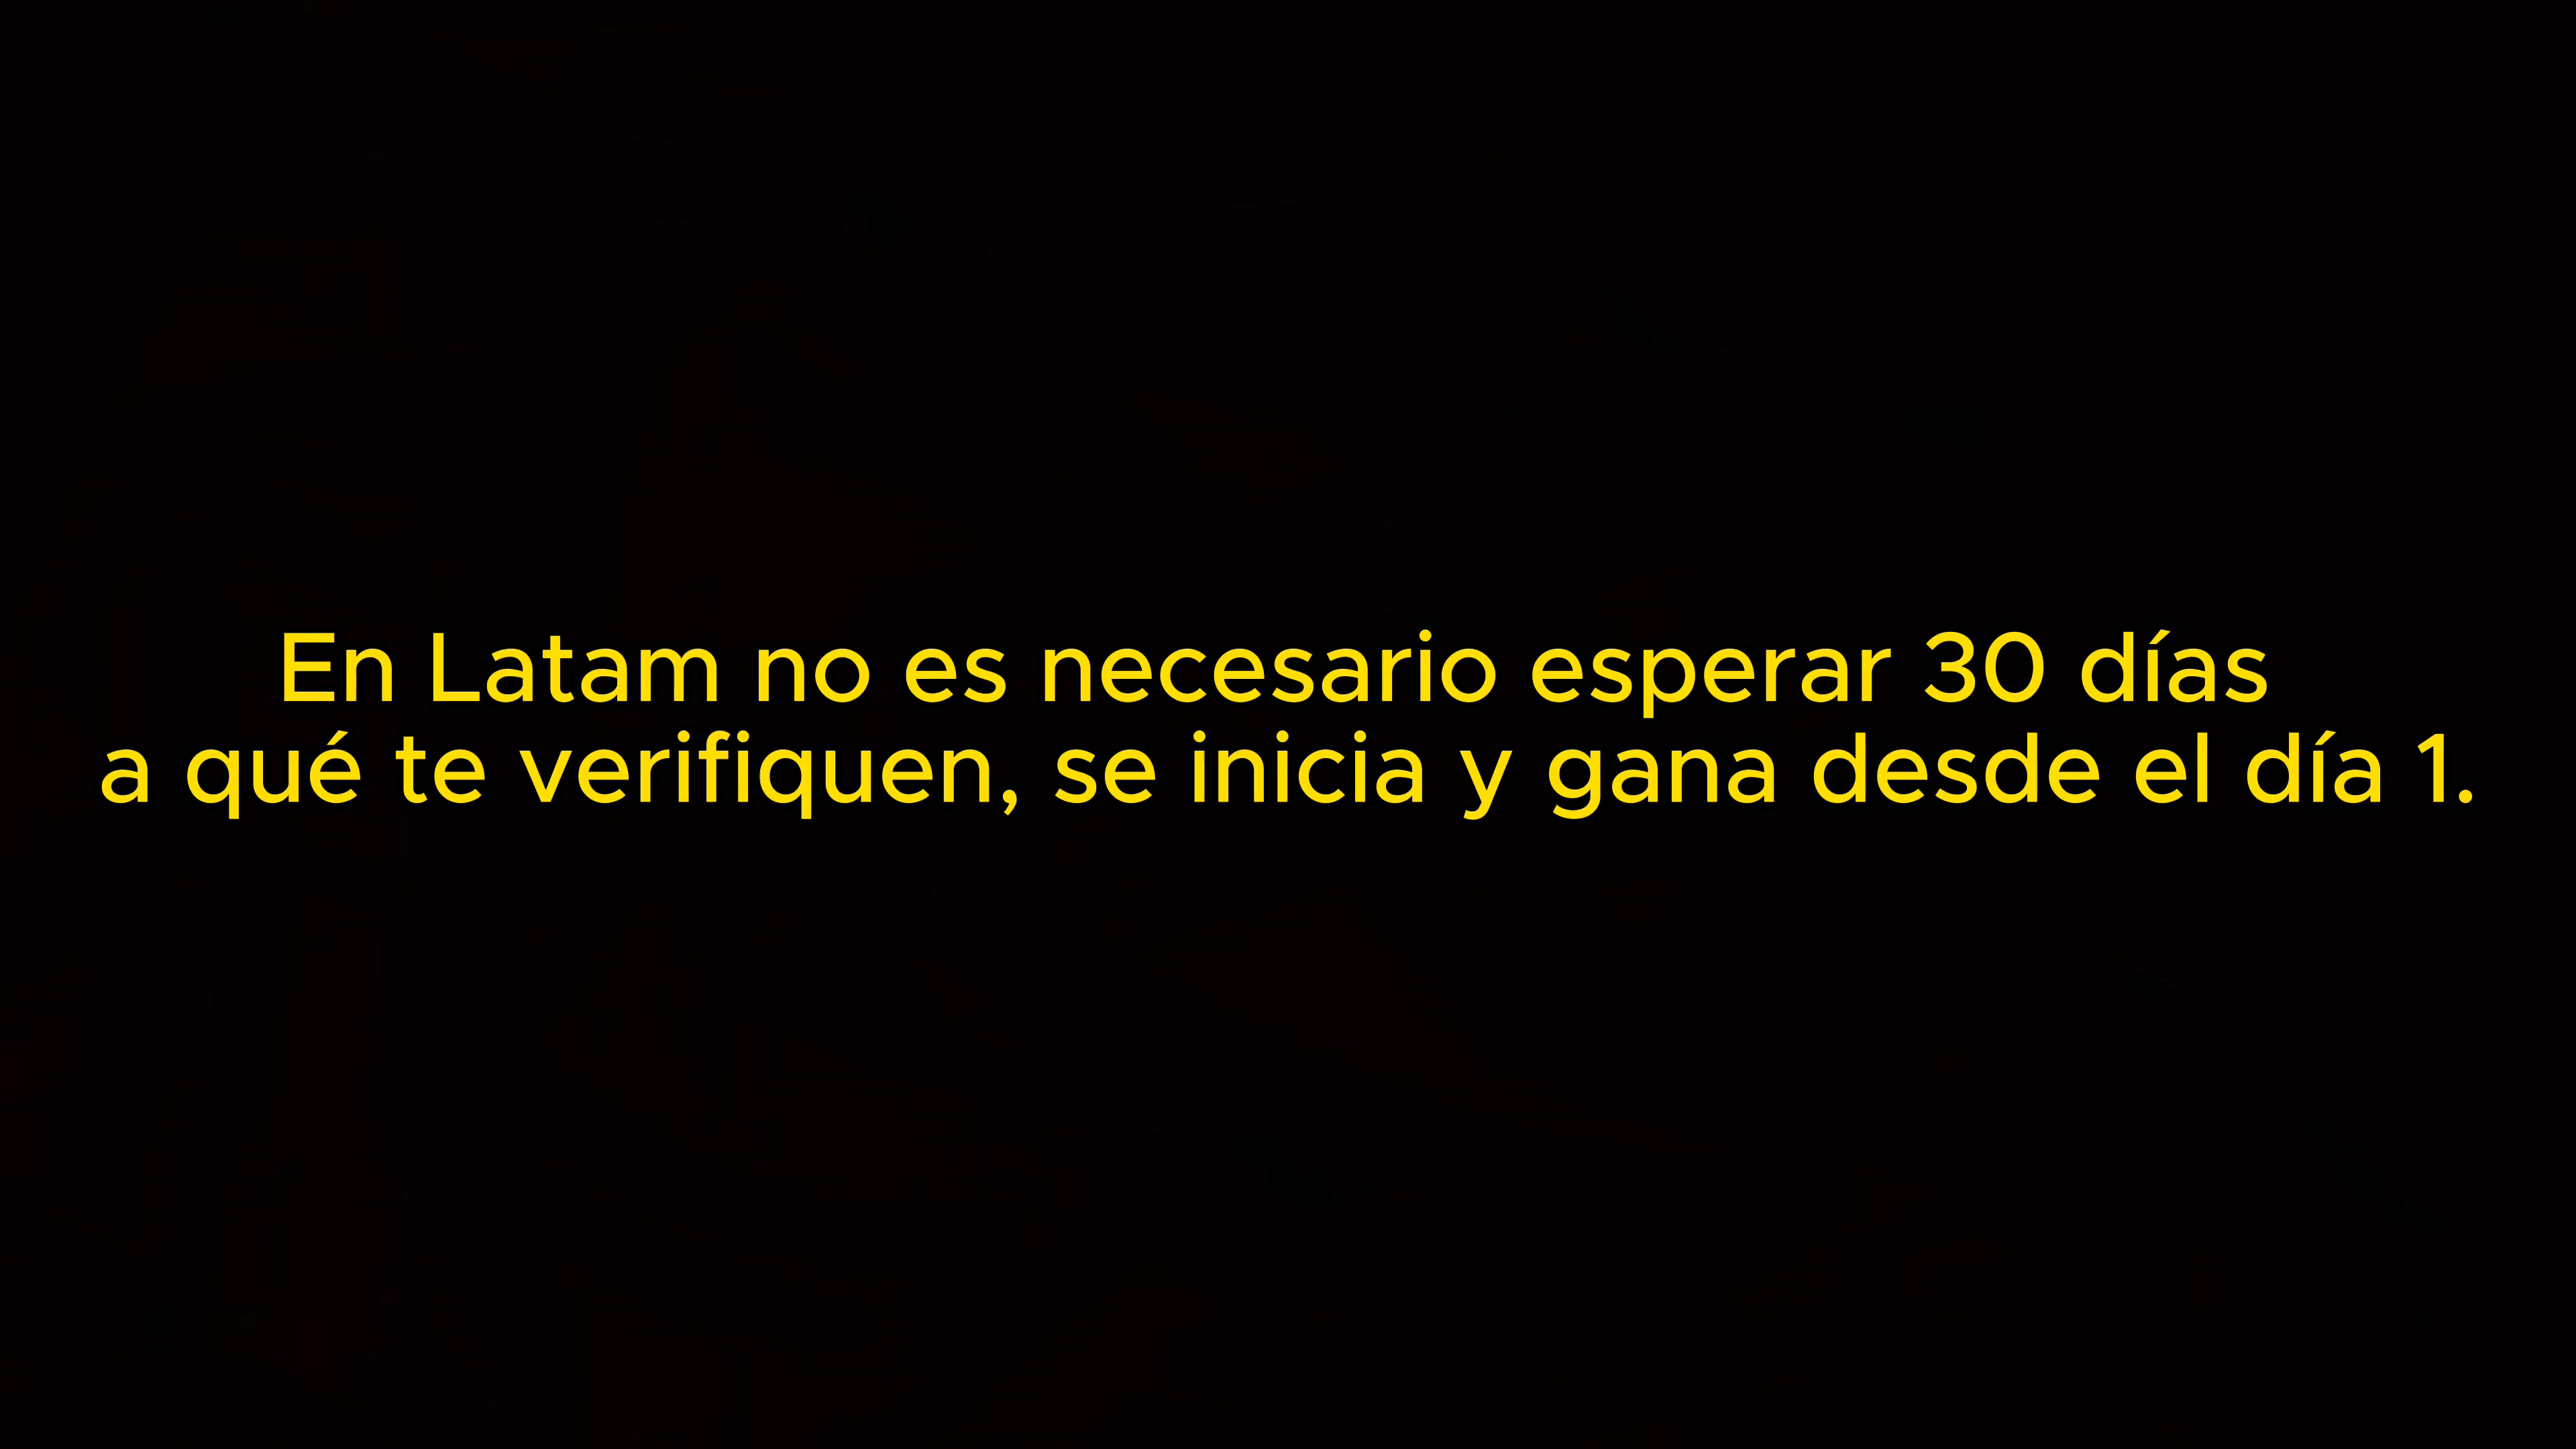 En Latam no es necesario esperar 30 días
a qué te verifiquen, se inicia y gana desde el día 1.